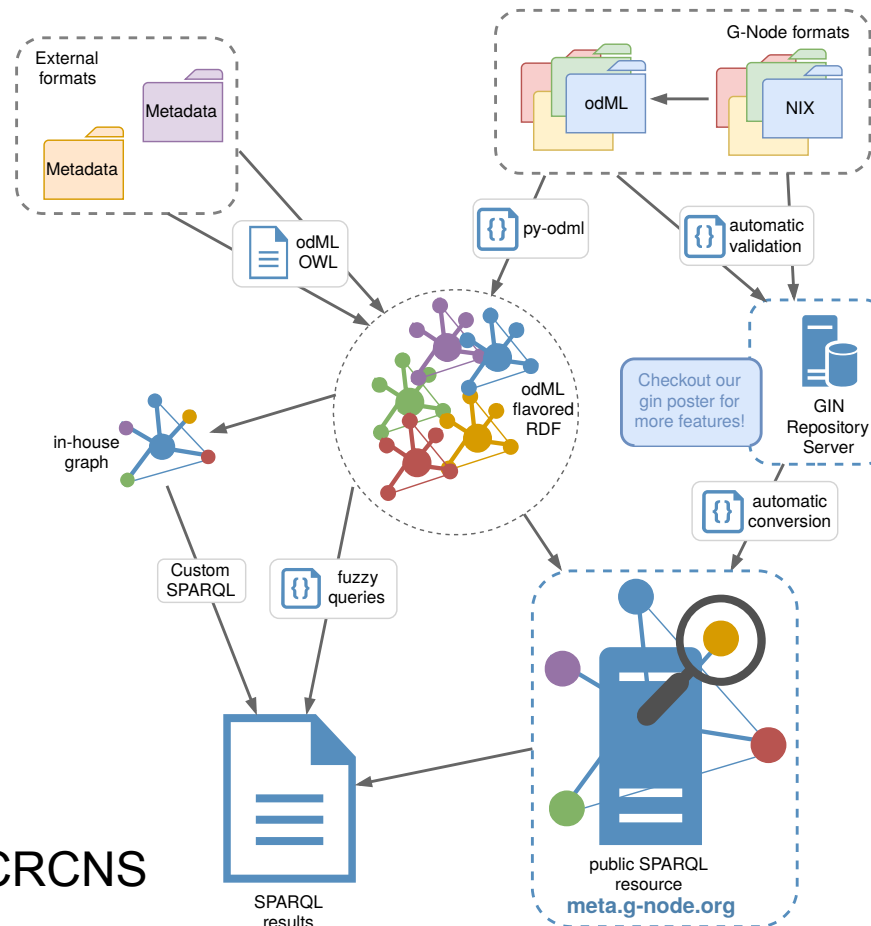 External
formats
Metadata
Metadata
G-Node formats
odML
NIX
odML
OWL
{}
py-odml
{}
automatic
validation
odML
flavored
RDF
Checkout our
gin poster for
more features!
GIN
Repository
Server
in-house
graph
{}
automatic
conversion
Custom
SPARQL
{}
fuzzy
queries
CRCNS
SPARQL
results
public SPARQL
resource
meta.g-node.org